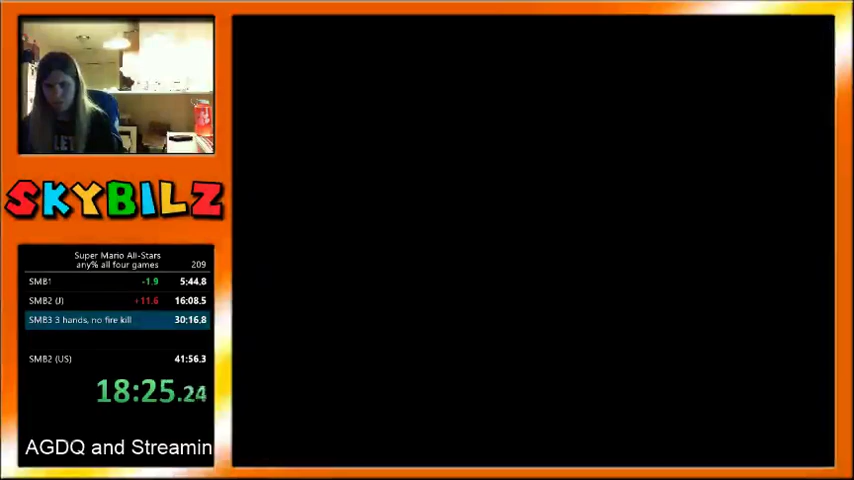 SKYBILZ
Super Mario All-Stars
any% all four games 209
SMB1 -1.9 5:44.8
SMB2 (J) +11.6 16:08.5
SMB3 3 hands, no fire kill 30:16.8
SMB2 (US) 41:56.3
18:25.24
AGDQ and Streamin